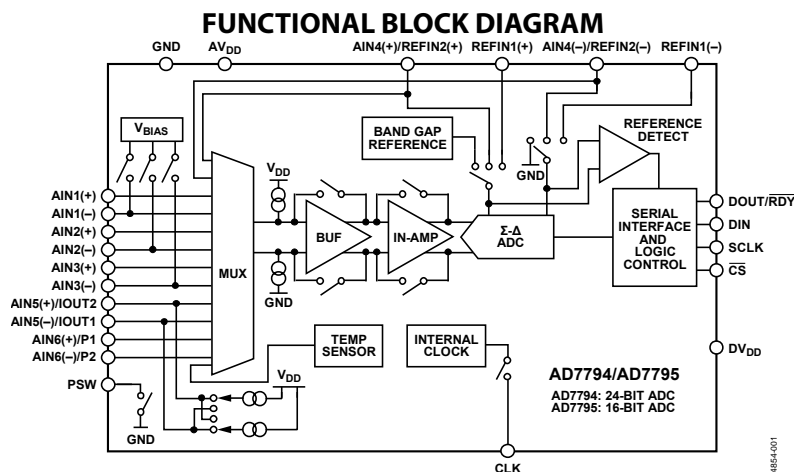 FUNCTIONAL BLOCK DIAGRAM
GND AVDD AIN4(+)/REFIN2(+) REFIN1(+) AIN4(–)/REFIN2(–) REFIN1(–)
VBIAS
BAND GAP
REFERENCE
REFERENCE
DETECT
GND
VDD
AIN1(+)
AIN1(–)
AIN2(+)
AIN2(–)
AIN3(+)
AIN3(–)
AIN5(+)/IOUT2
AIN5(–)/IOUT1
AIN6(+)/P1
AIN6(–)/P2
PSW
GND
MUX
BUF
IN-AMP
Σ-Δ
ADC
SERIAL
INTERFACE
AND
LOGIC
CONTROL
DOUT/RDY
DIN
SCLK
CS
GND
TEMP
SENSOR
INTERNAL
CLOCK
VDD
DVDD
AD7794/AD7795
AD7794: 24-BIT ADC
AD7795: 16-BIT ADC
CLK
4854-001